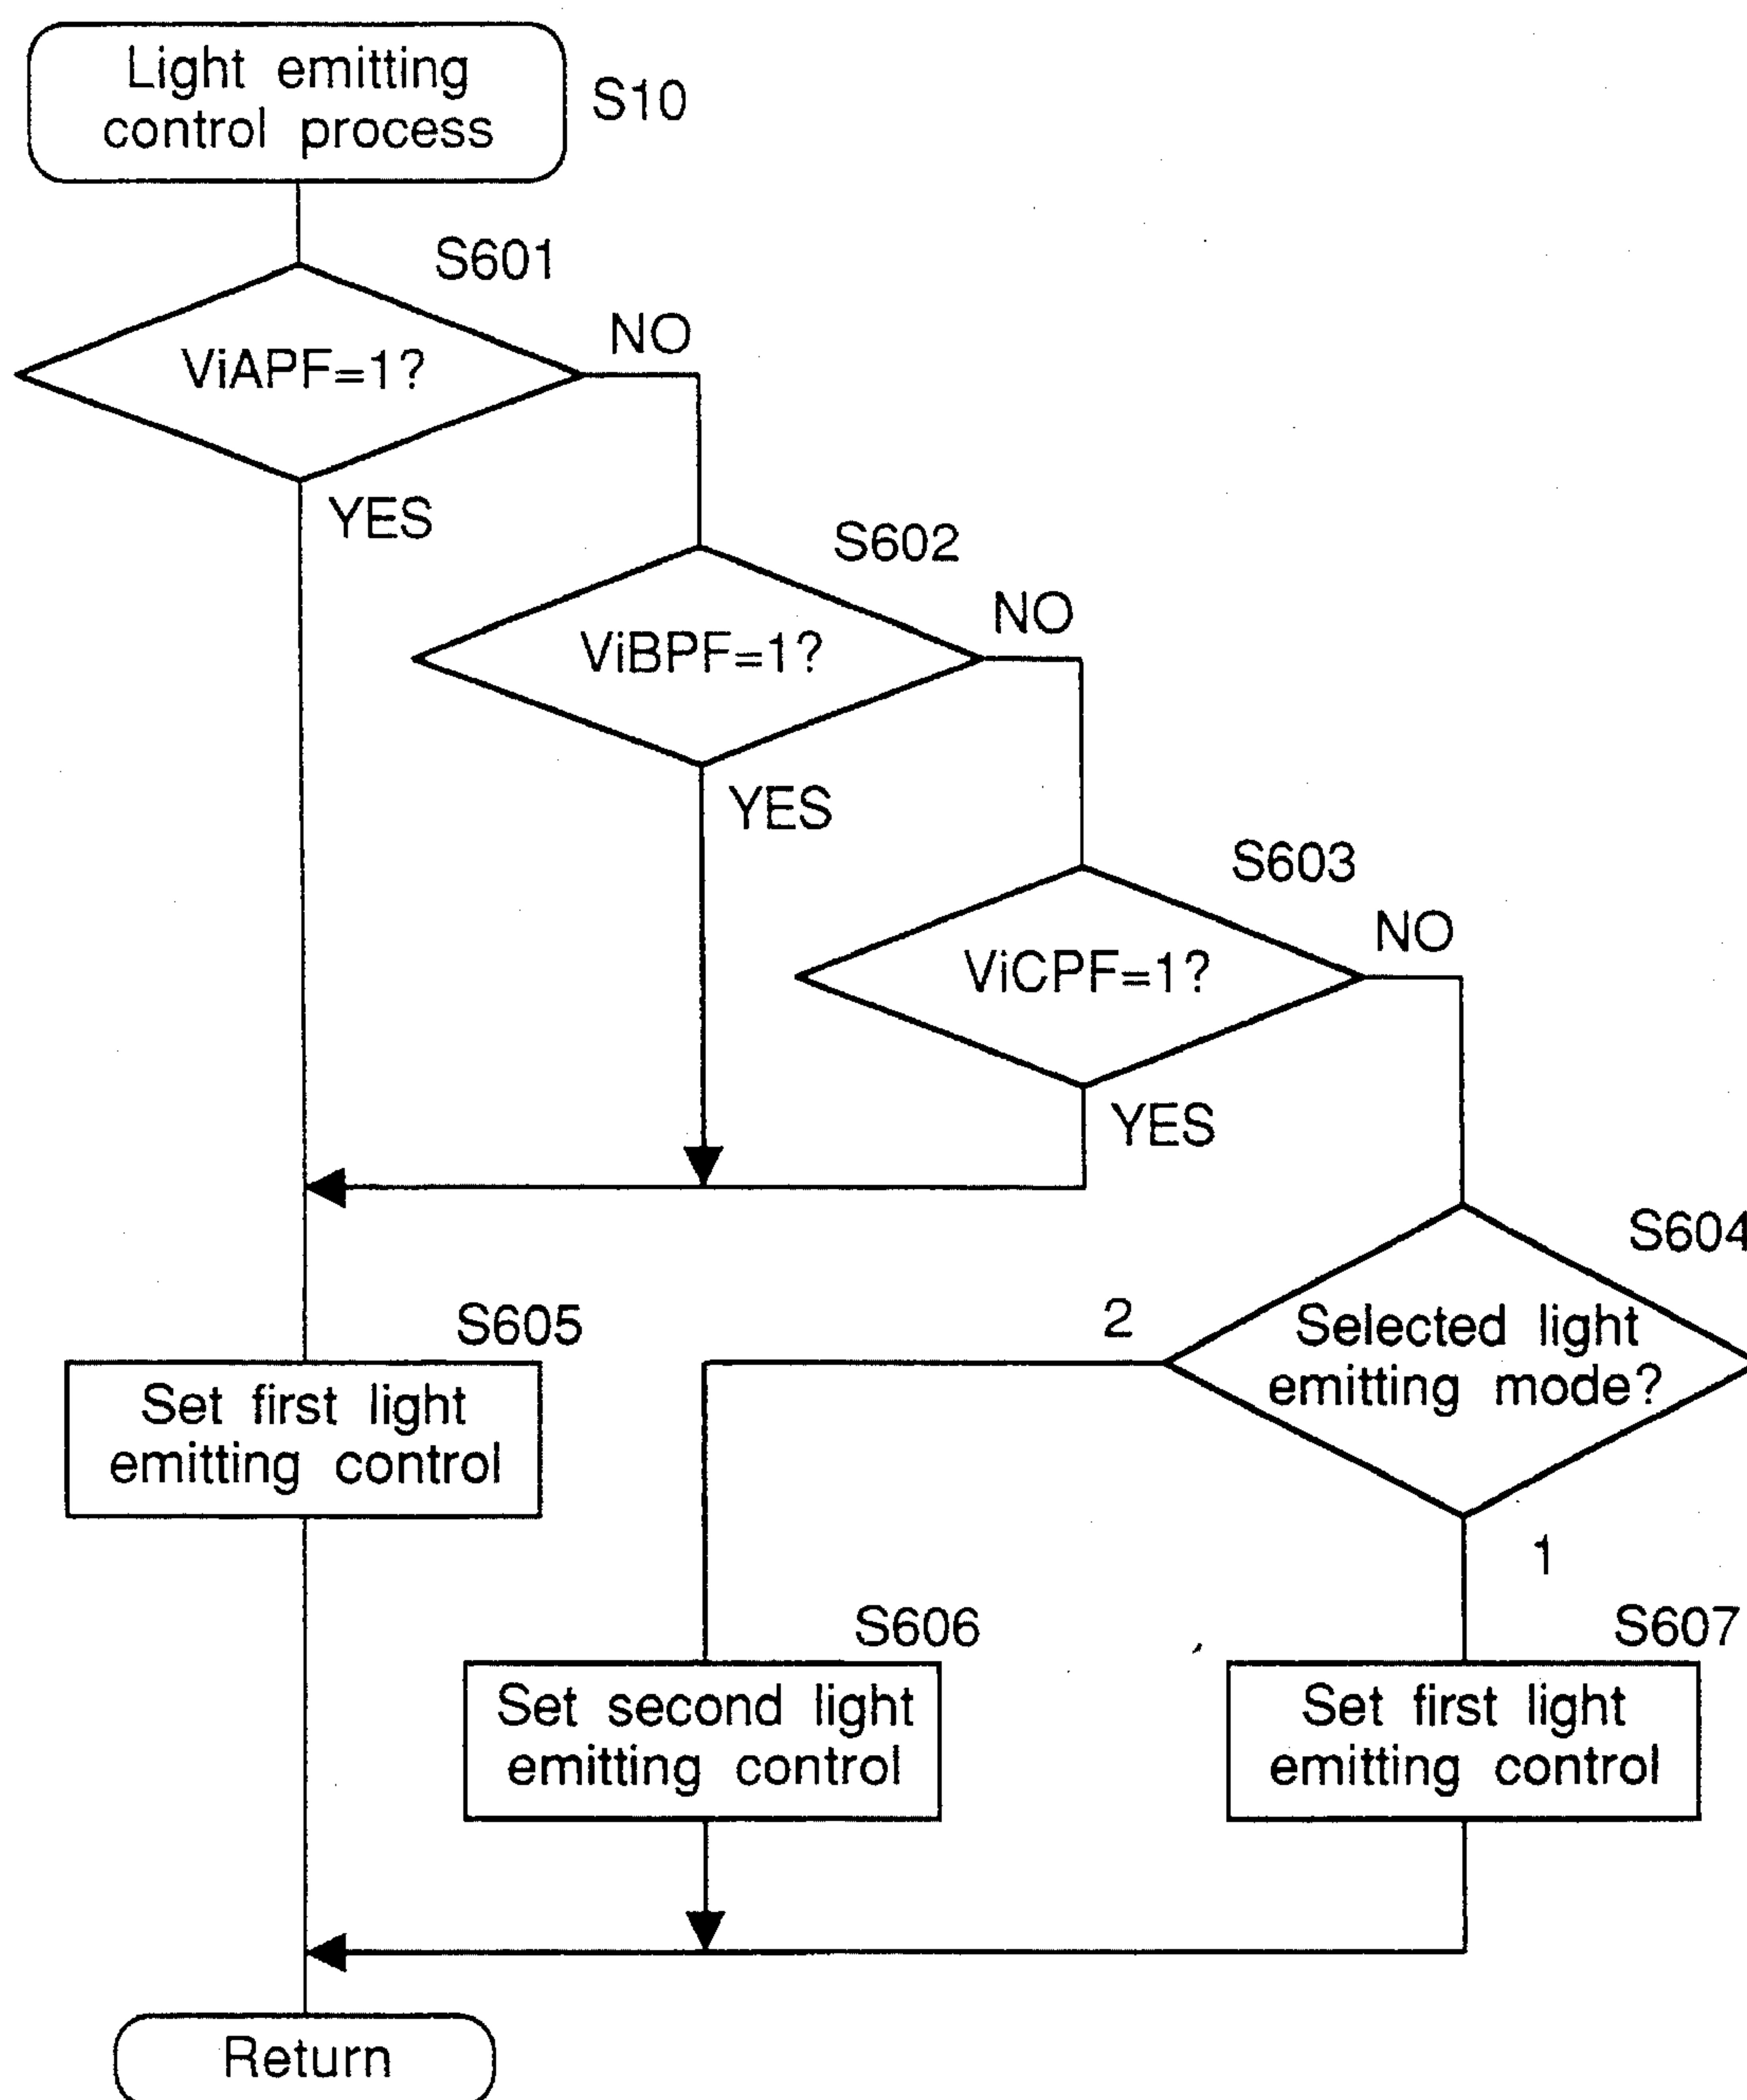 Light emitting
control process
S10
S601
ViAPF=1?
NO
YES
S602
ViBPF=1?
NO
YES
S603
ViCPF=1?
NO
YES
S604
Selected light
emitting mode?
2
1
S605
Set first light
emitting control
S606
Set second light
emitting control
S607
Set first light
emitting control
Return